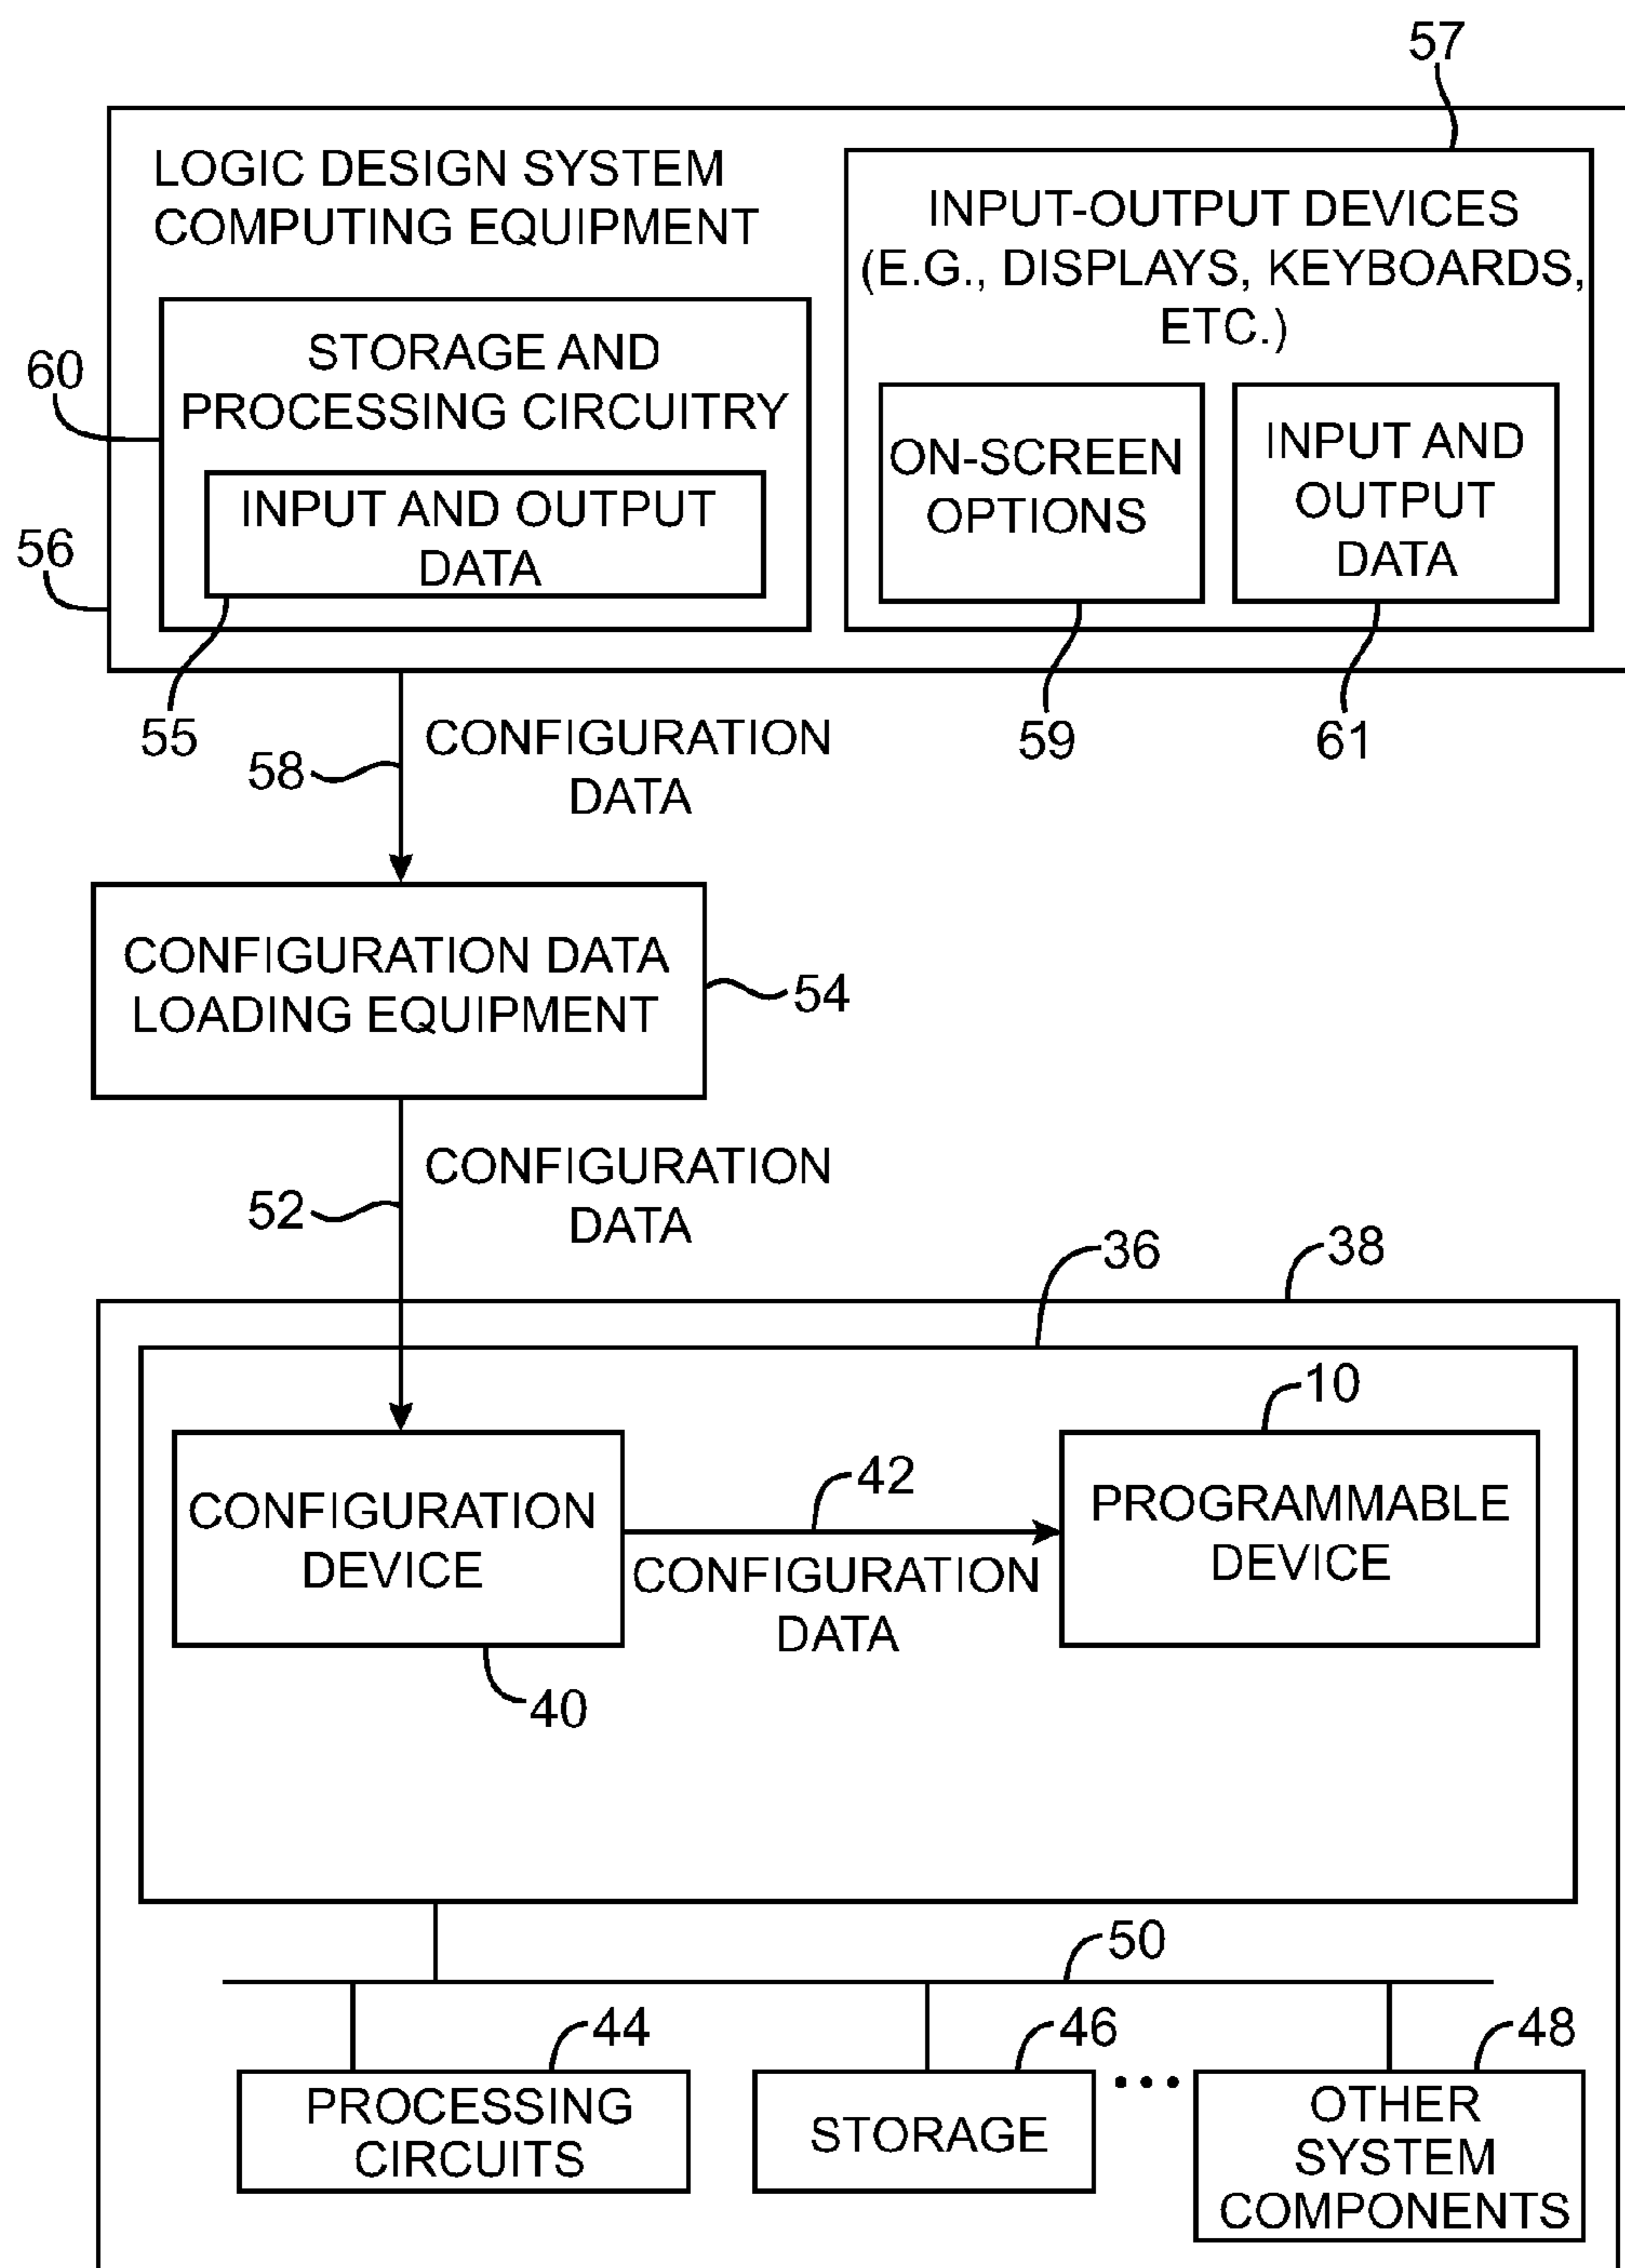 57
LOGIC DESIGN SYSTEM
COMPUTING EQUIPMENT
INPUT-OUTPUT DEVICES
(E.G., DISPLAYS, KEYBOARDS,
ETC.)
60
STORAGE AND
PROCESSING CIRCUITRY
INPUT AND OUTPUT
DATA
ON-SCREEN
OPTIONS
INPUT AND
OUTPUT
DATA
56
55
59
61
58
CONFIGURATION
DATA
CONFIGURATION DATA
LOADING EQUIPMENT
54
52
CONFIGURATION
DATA
36
38
10
CONFIGURATION
DEVICE
42
CONFIGURATION
DATA
PROGRAMMABLE
DEVICE
40
50
44
46
48
PROCESSING
CIRCUITS
STORAGE
• • •
OTHER
SYSTEM
COMPONENTS